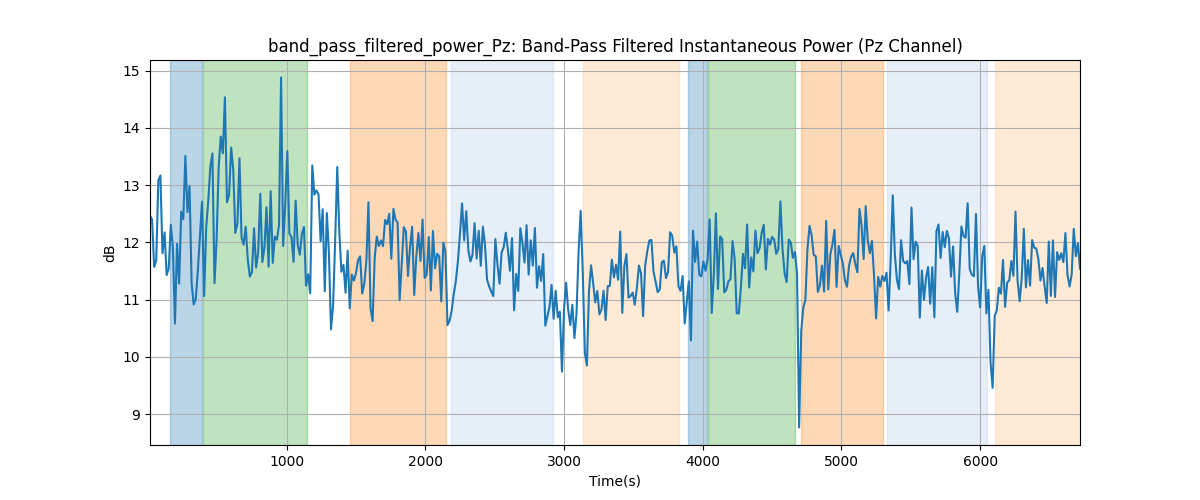 band_pass_filtered_power_Pz: Band-Pass Filtered Instantaneous Power (Pz Channel)
15
14
13
12
11
10
9
dB
1000 2000 3000 4000 5000 6000
Time(s)